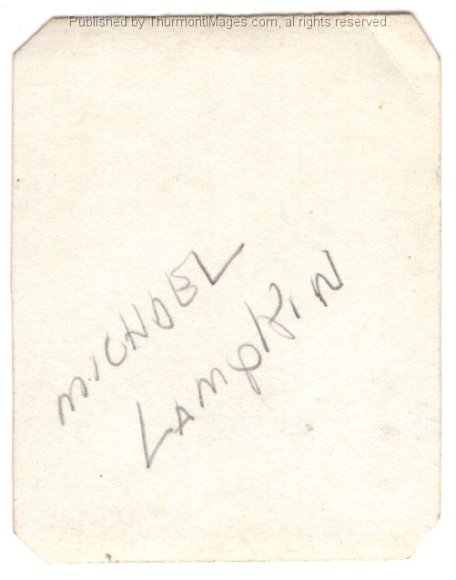 Published by ThurmontImages.com, all rights reserved.
MICHAEL
LAMPKIN